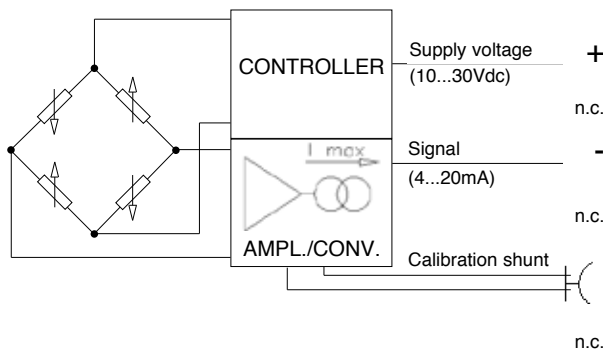 CONTROLLER
Supply voltage
+
(10...30Vdc)
n.c.
I max
Signal
-
(4...20mA)
n.c.
AMPL./CONV.
Calibration shunt
n.c.